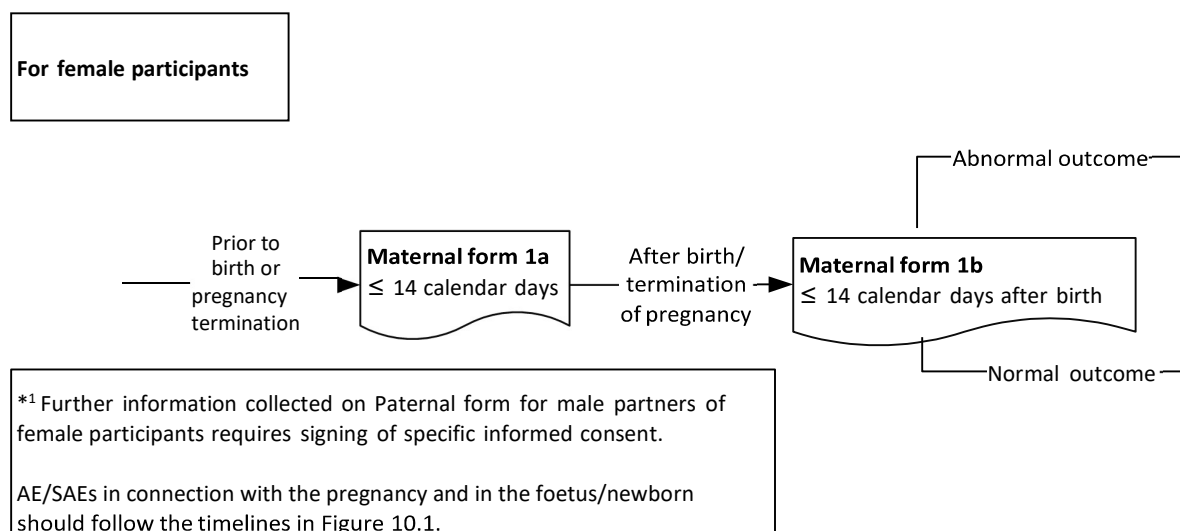 For female participants
Abnormal outcome
Prior to
birth or
pregnancy
termination
Maternal form 1a
≤ 14 calendar days
After birth/
termination
of pregnancy
Maternal form 1b
≤ 14 calendar days after birth
Normal outcome
*1 Further information collected on Paternal form for male partners of
female participants requires signing of specific informed consent.
AE/SAEs in connection with the pregnancy and in the foetus/newborn
should follow the timelines in Figure 10.1.